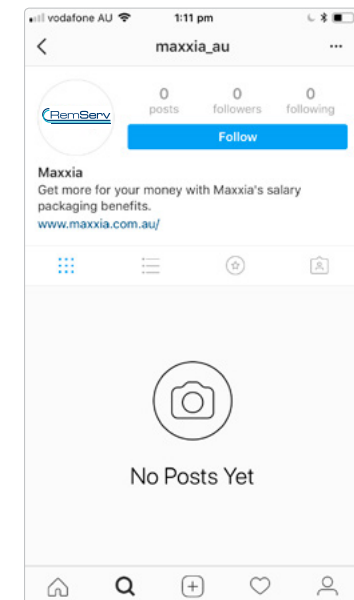 vodafone AU 1:11 pm
maxxia_au
RemServ
0 0 0
posts followers following
Follow
Maxxia
Get more for your money with Maxxia's salary
packaging benefits.
www.maxxia.com.au/
No Posts Yet